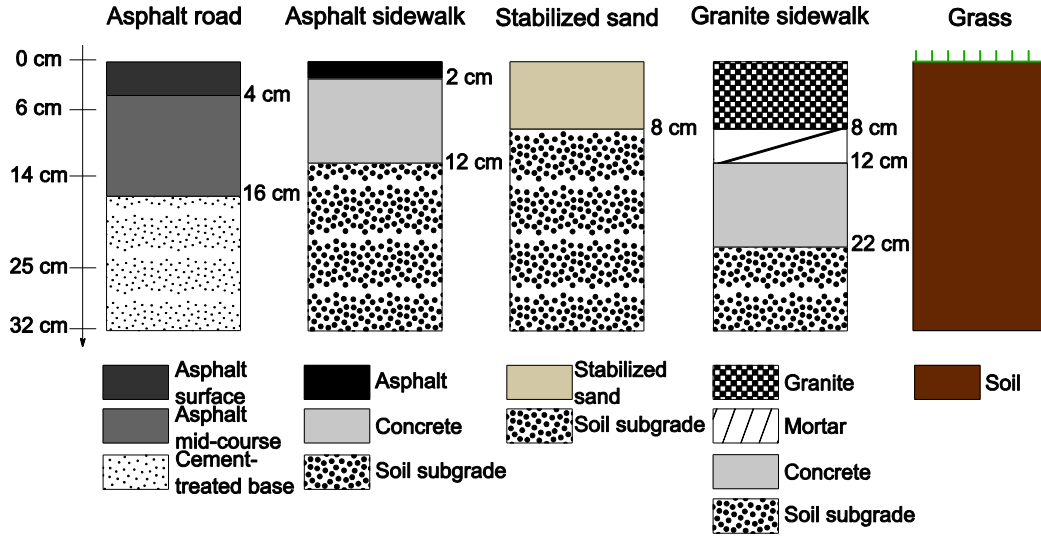 Asphalt road
Asphalt sidewalk
Stabilized sand
Granite sidewalk
Grass
0 cm
6 cm
14 cm
25 cm
32 cm
4 cm
16 cm
2 cm
12 cm
8 cm
8 cm
12 cm
22 cm
Asphalt
surface
Asphalt
mid-course
Cement-
treated base
Asphalt
Concrete
Soil subgrade
Stabilized
sand
Soil subgrade
Granite
Mortar
Concrete
Soil subgrade
Soil